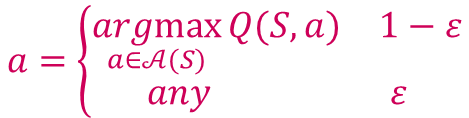 a = { argmax Q(S, a) 1 − ε
a∈𝒜(S)
any ε